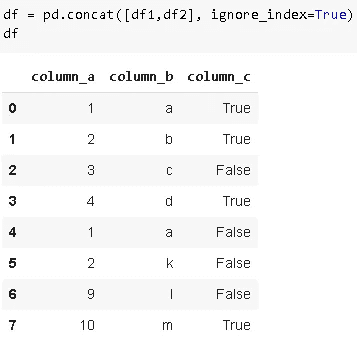 df = pd.concat([df1,df2], ignore_index=True)
df
column_a column_b column_c
0 1 a True
1 2 b True
2 3 c False
3 4 d True
4 1 a False
5 2 k False
6 9 l False
7 10 m True